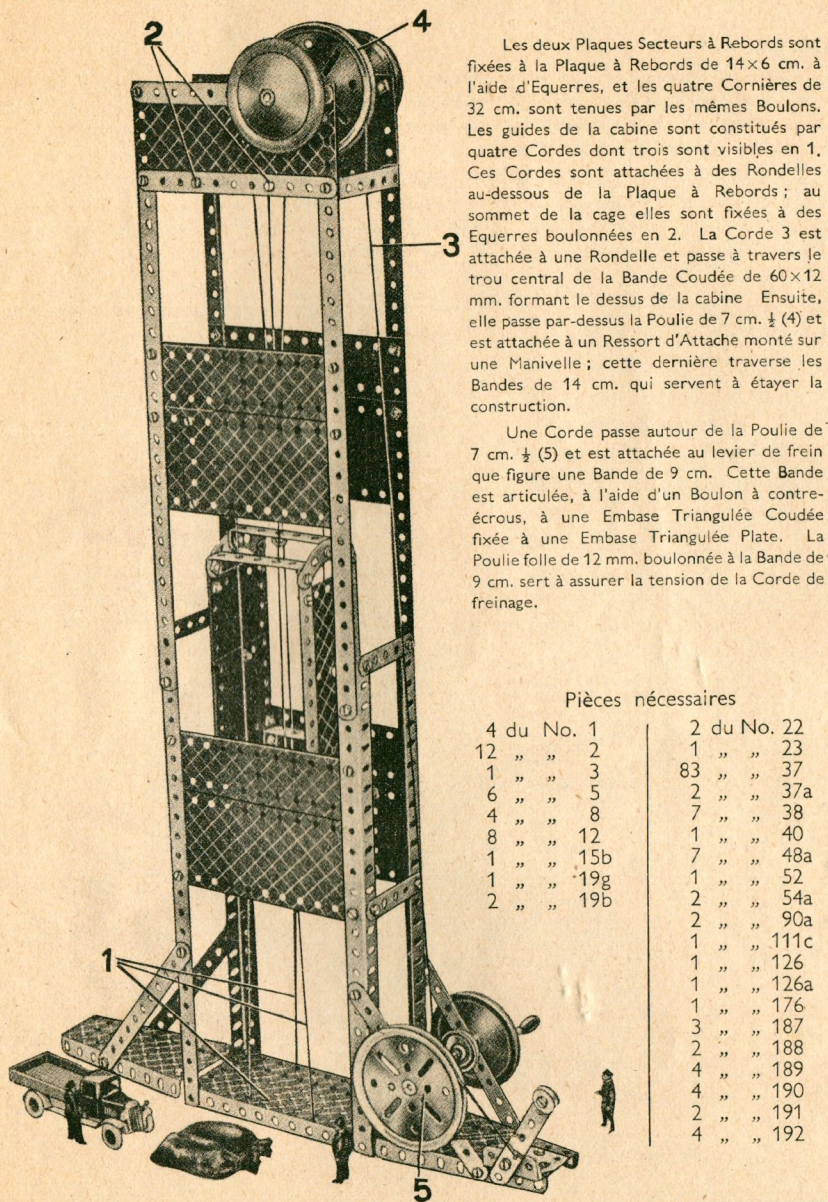 2
4
Les deux Plaques Secteurs à Rebords sont
fixées à la Plaque à Rebords de 14×6 cm. à
l'aide d'Equerres, et les quatre Cornières de
32 cm. sont tenues par les mêmes Boulons.
Les guides de la cabine sont constitués par
quatre Cordes dont trois sont visibles en 1.
Ces Cordes sont attachées à des Rondelles
au-dessous de la Plaque à Rebords ; au
sommet de la cage elles sont fixées à des
Equerres boulonnées en 2. La Corde 3 est
attachée à une Rondelle et passe à travers le
trou central de la Bande Coudée de 60×12
mm. formant le dessus de la cabine Ensuite,
elle passe par-dessus la Poulie de 7 cm. ½ (4) et
est attachée à un Ressort d'Attache monté sur
une Manivelle ; cette dernière traverse les
Bandes de 14 cm. qui servent à étayer la
construction.
Une Corde passe autour de la Poulie de
7 cm. ½ (5) et est attachée au levier de frein
que figure une Bande de 9 cm. Cette Bande
est articulée, à l'aide d'un Boulon à contre-
écrous, à une Embase Triangulée Coudée
fixée à une Embase Triangulée Plate. La
Poulie folle de 12 mm. boulonnée à la Bande de
9 cm. sert à assurer la tension de la Corde de
freinage.
3
1
5
Pièces nécessaires
4 du No. 1
12 „ „ 2
1 „ „ 3
6 „ „ 5
4 „ „ 8
8 „ „ 12
1 „ „ 15b
1 „ „ 19g
2 „ „ 19b
2 du No. 22
1 „ „ 23
83 „ „ 37
2 „ „ 37a
7 „ „ 38
1 „ „ 40
7 „ „ 48a
1 „ „ 52
2 „ „ 54a
2 „ „ 90a
1 „ „ 111c
1 „ „ 126
1 „ „ 126a
1 „ „ 176
3 „ „ 187
2 „ „ 188
4 „ „ 189
4 „ „ 190
2 „ „ 191
4 „ „ 192